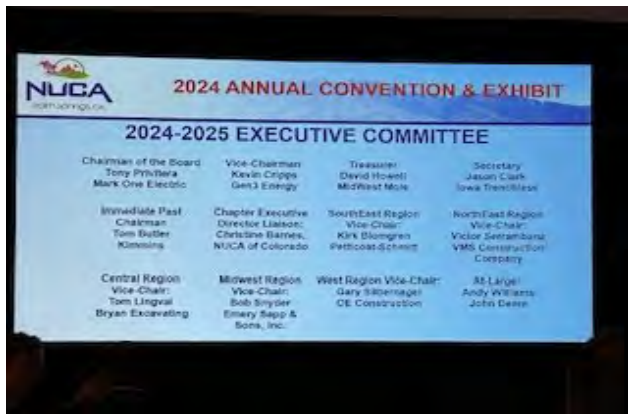 NUCA
2024 ANNUAL CONVENTION & EXHIBIT
2024-2025 EXECUTIVE COMMITTEE
Chairman of the Board
Tony Privitera
Mark One Electric
Vice-Chairman
Kevin Cripps
Gen3 Energy
Treasurer
David Howell
MidWest Mole
Secretary
Jason Clark
Iowa Trenchless
Immediate Past
Chairman
Tom Butler
Kimmins
Chapter Executive
Director Liaison:
Christine Barnes,
NUCA of Colorado
SouthEast Region
Vice-Chair:
Kirk Blomgren
Petticoat-Schmitt
NorthEast Region
Vice-Chair:
Victor Serrambana
VMS Construction
Company
Central Region
Vice-Chair:
Tom Lingval
Bryan Excavating
Midwest Region
Vice-Chair:
Bob Snyder
Emery Sapp &
Sons, Inc.
West Region Vice-Chair:
Gary Silbernagel
CE Construction
At-Large:
Andy Williams
John Deere